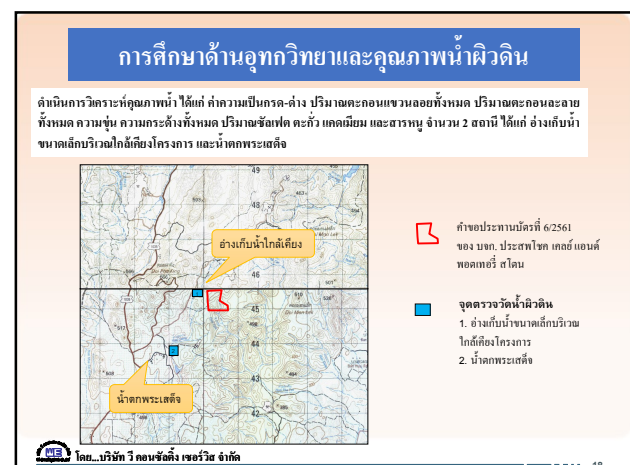 การศึกษาด้านอุทกวิทยาและคุณภาพน้ำผิวดิน
ดำเนินการวิเคราะห์คุณภาพน้ำ ได้แก่ ค่าความเป็นกรด-ด่าง ปริมาณตะกอนแขวนลอยทั้งหมด ปริมาณตะกอนละลาย
ทั้งหมด ความขุ่น ความกระด้างทั้งหมด ปริมาณซัลเฟต ตะกั่ว แคดเมียม และสารหนู จำนวน 2 สถานี ได้แก่ อ่างเก็บน้ำ
ขนาดเล็กบริเวณใกล้เคียงโครงการ และน้ำตกพระเสด็จ
49
48
อ่างเก็บน้ำใกล้เคียง
46
45
44
43
42
น้ำตกพระเสด็จ
คำขอประทานบัตรที่ 6/2561
ของ บจก. ประสพโชค เคลย์ แอนด์
พอตเทอรี่ สโตน
จุดตรวจวัดน้ำผิวดิน
1. อ่างเก็บน้ำขนาดเล็กบริเวณ
ใกล้เคียงโครงการ
2. น้ำตกพระเสด็จ
WE
โดย...บริษัท วี คอนซัลติ้ง เซอร์วิส จำกัด